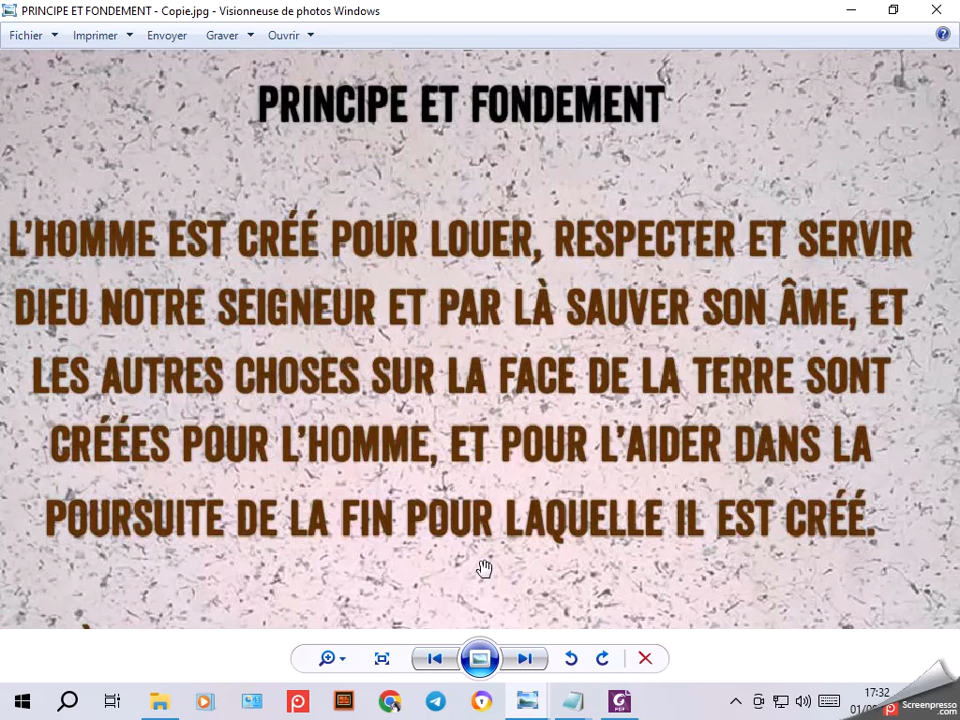 PRINCIPE ET FONDEMENT - Copie.jpg - Visionneuse de photos Windows
Fichier Imprimer Envoyer Graver Ouvrir
PRINCIPE ET FONDEMENT
L'HOMME EST CRÉÉ POUR LOUER, RESPECTER ET SERVIR
DIEU NOTRE SEIGNEUR ET PAR LÀ SAUVER SON ÂME, ET
LES AUTRES CHOSES SUR LA FACE DE LA TERRE SONT
CRÉÉES POUR L'HOMME, ET POUR L'AIDER DANS LA
POURSUITE DE LA FIN POUR LAQUELLE IL EST CRÉÉ.
17:32
01/0
Screenpresso
.com